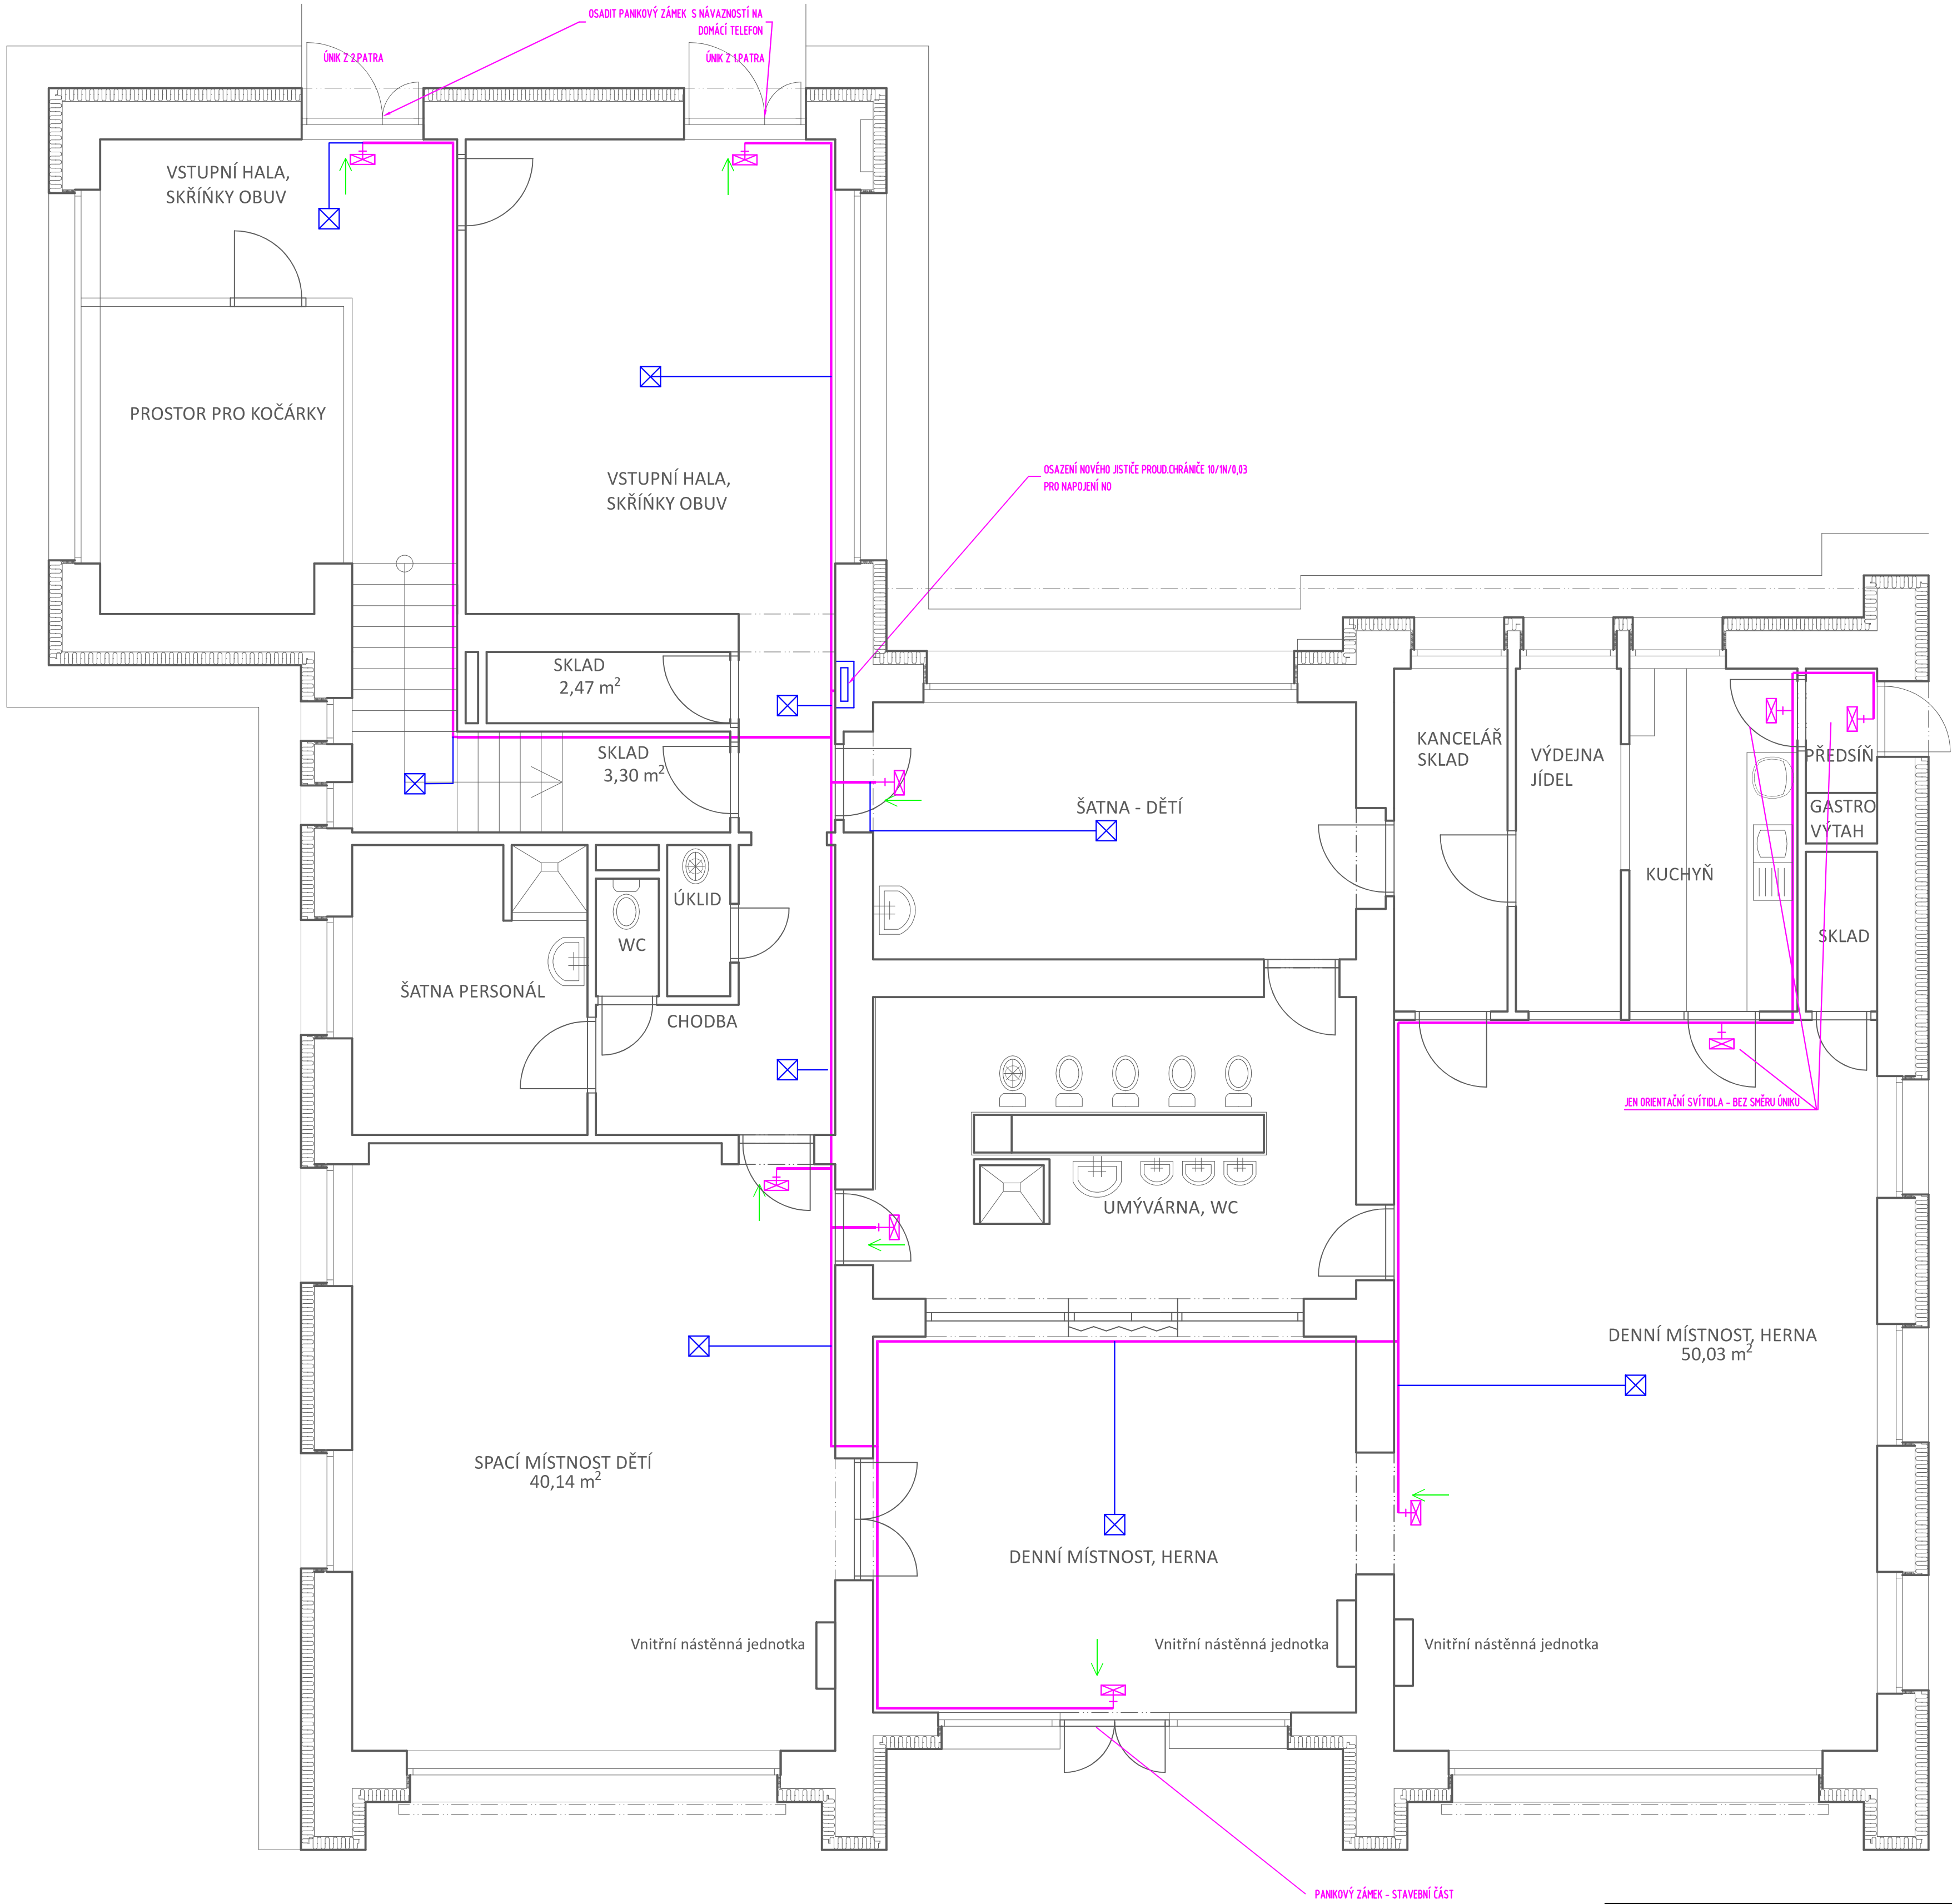 OSADIT PANIKOVÝ ZÁMEK S NÁVAZNOSTÍ NA
DOMÁCÍ TELEFON
ÚNIK Z 2.PATRA
ÚNIK Z 1.PATRA
VSTUPNÍ HALA,
SKŘÍŃKY OBUV
PROSTOR PRO KOČÁRKY
VSTUPNÍ HALA,
SKŘÍŃKY OBUV
OSAZENÍ NOVÉHO JISTIČE PROUD.CHRÁNIČE 10/1N/0,03
PRO NAPOJENÍ NO
SKLAD
2,47 m²
SKLAD
3,30 m²
ŠATNA - DĚTÍ
KANCELÁŘ
SKLAD
VÝDEJNA
JÍDEL
PŘEDSÍŇ
GASTRO
VÝTAH
KUCHYŇ
SKLAD
ÚKLID
WC
ŠATNA PERSONÁL
CHODBA
JEN ORIENTAČNÍ SVÍTIDLA - BEZ SMĚRU ÚNIKU
UMÝVÁRNA, WC
DENNÍ MÍSTNOST, HERNA
50,03 m²
SPACÍ MÍSTNOST DĚTÍ
40,14 m²
DENNÍ MÍSTNOST, HERNA
Vnitřní nástěnná jednotka
Vnitřní nástěnná jednotka
Vnitřní nástěnná jednotka
PANIKOVÝ ZÁMEK - STAVEBNÍ ČÁST